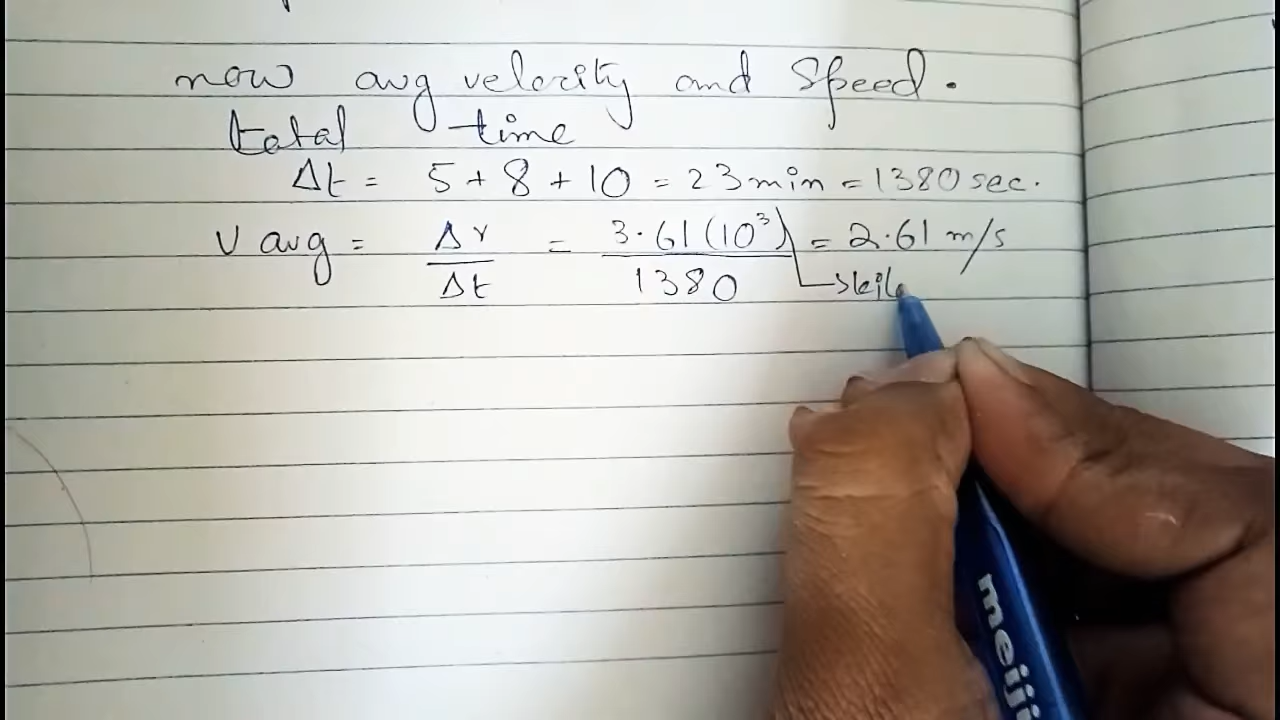 now avg velocity and Speed.
total time
Δt = 5 + 8 + 10 = 23 min = 1380 sec.
v avg = Δr/Δt = 3.61(10³)/1380 = 2.61 m/s
meiji